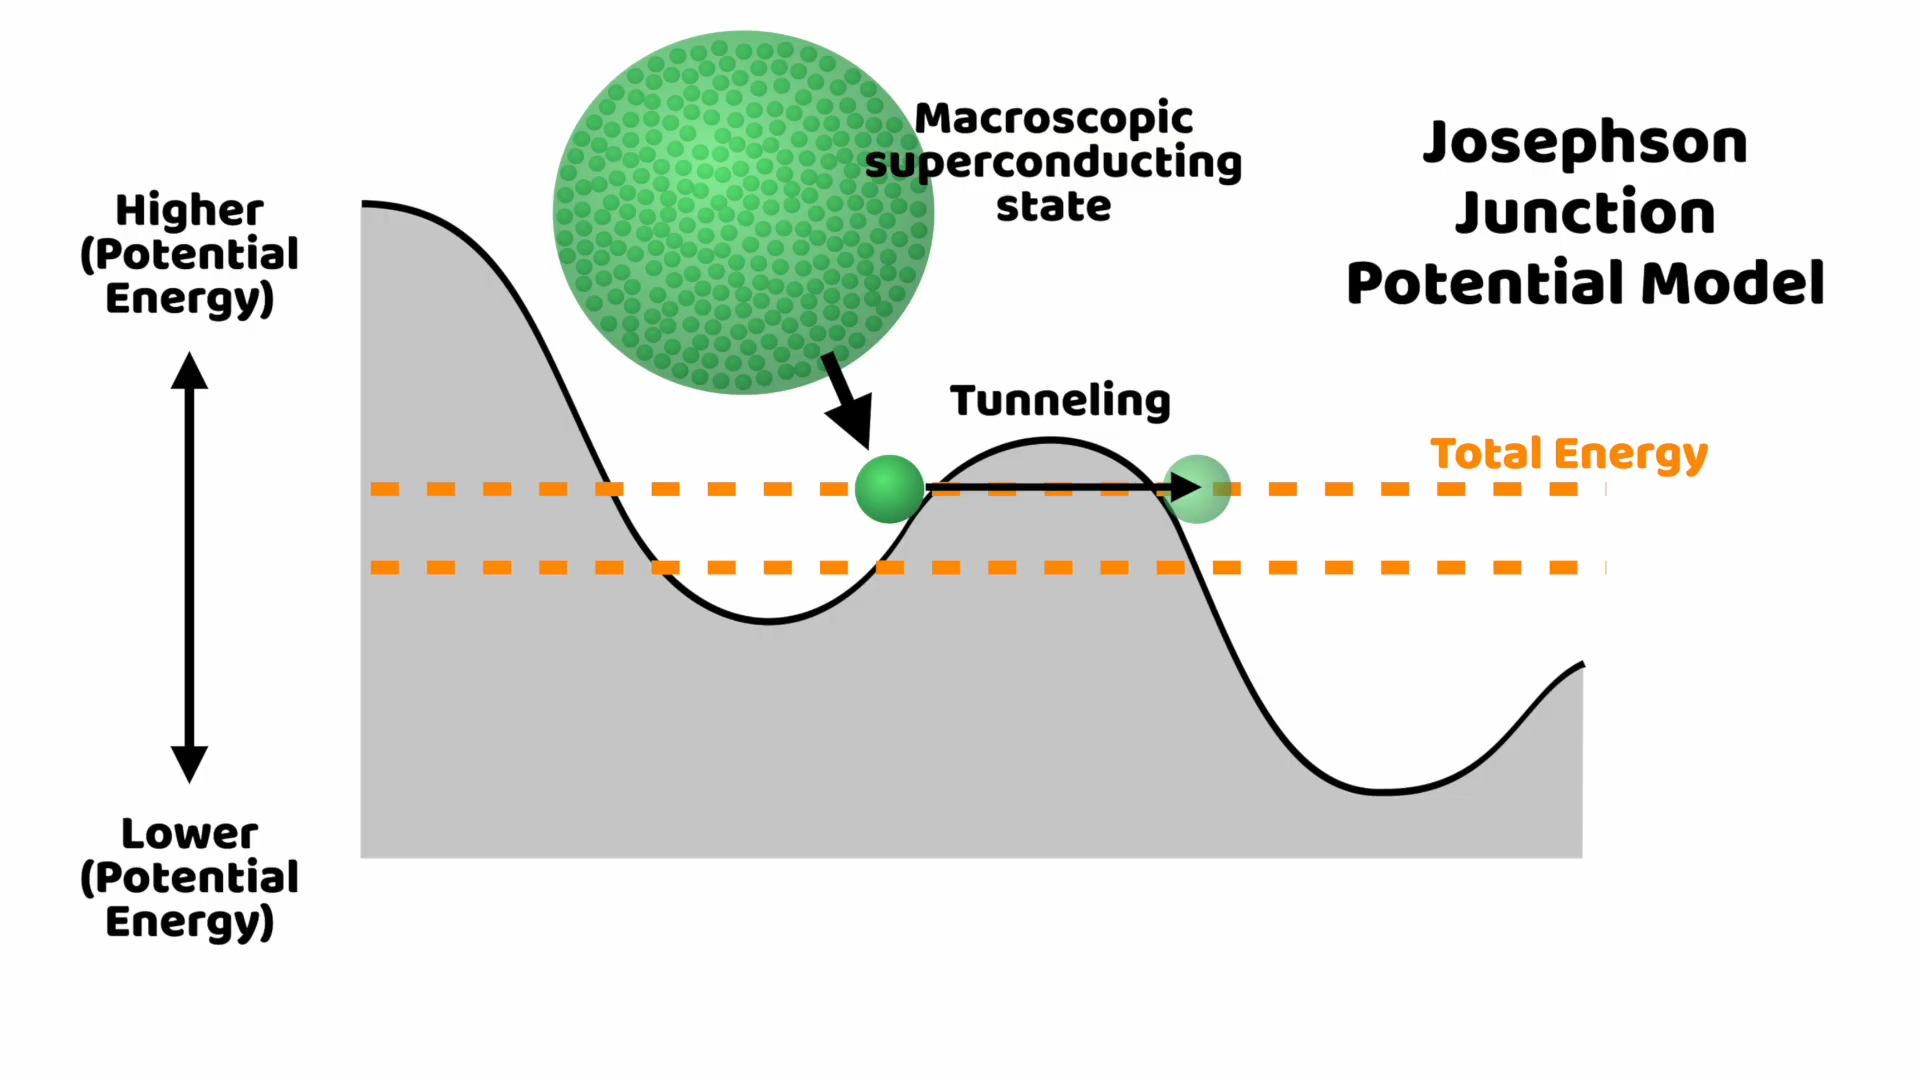 Macroscopic
superconducting
state
Josephson
Junction
Potential Model
Higher
(Potential
Energy)
Tunneling
Total Energy
Lower
(Potential
Energy)